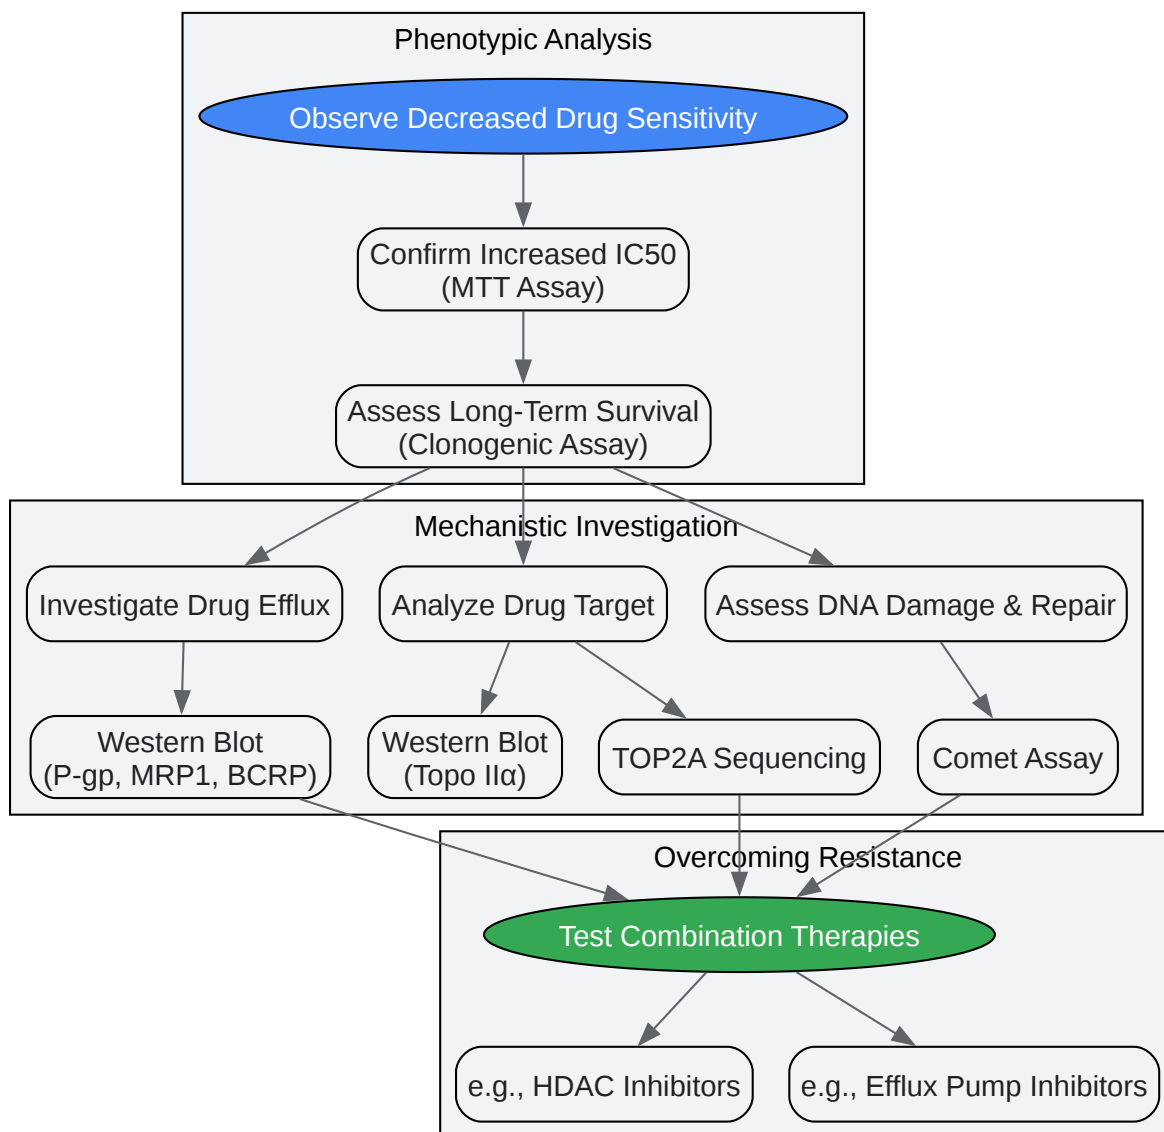 Phenotypic Analysis
Observe Decreased Drug Sensitivity
Confirm Increased IC50
(MTT Assay)
Assess Long-Term Survival
(Clonogenic Assay)
Mechanistic Investigation
Investigate Drug Efflux
Analyze Drug Target
Assess DNA Damage & Repair
Western Blot
(P-gp, MRP1, BCRP)
Western Blot
(Topo IIα)
TOP2A Sequencing
Comet Assay
Overcoming Resistance
Test Combination Therapies
e.g., HDAC Inhibitors
e.g., Efflux Pump Inhibitors